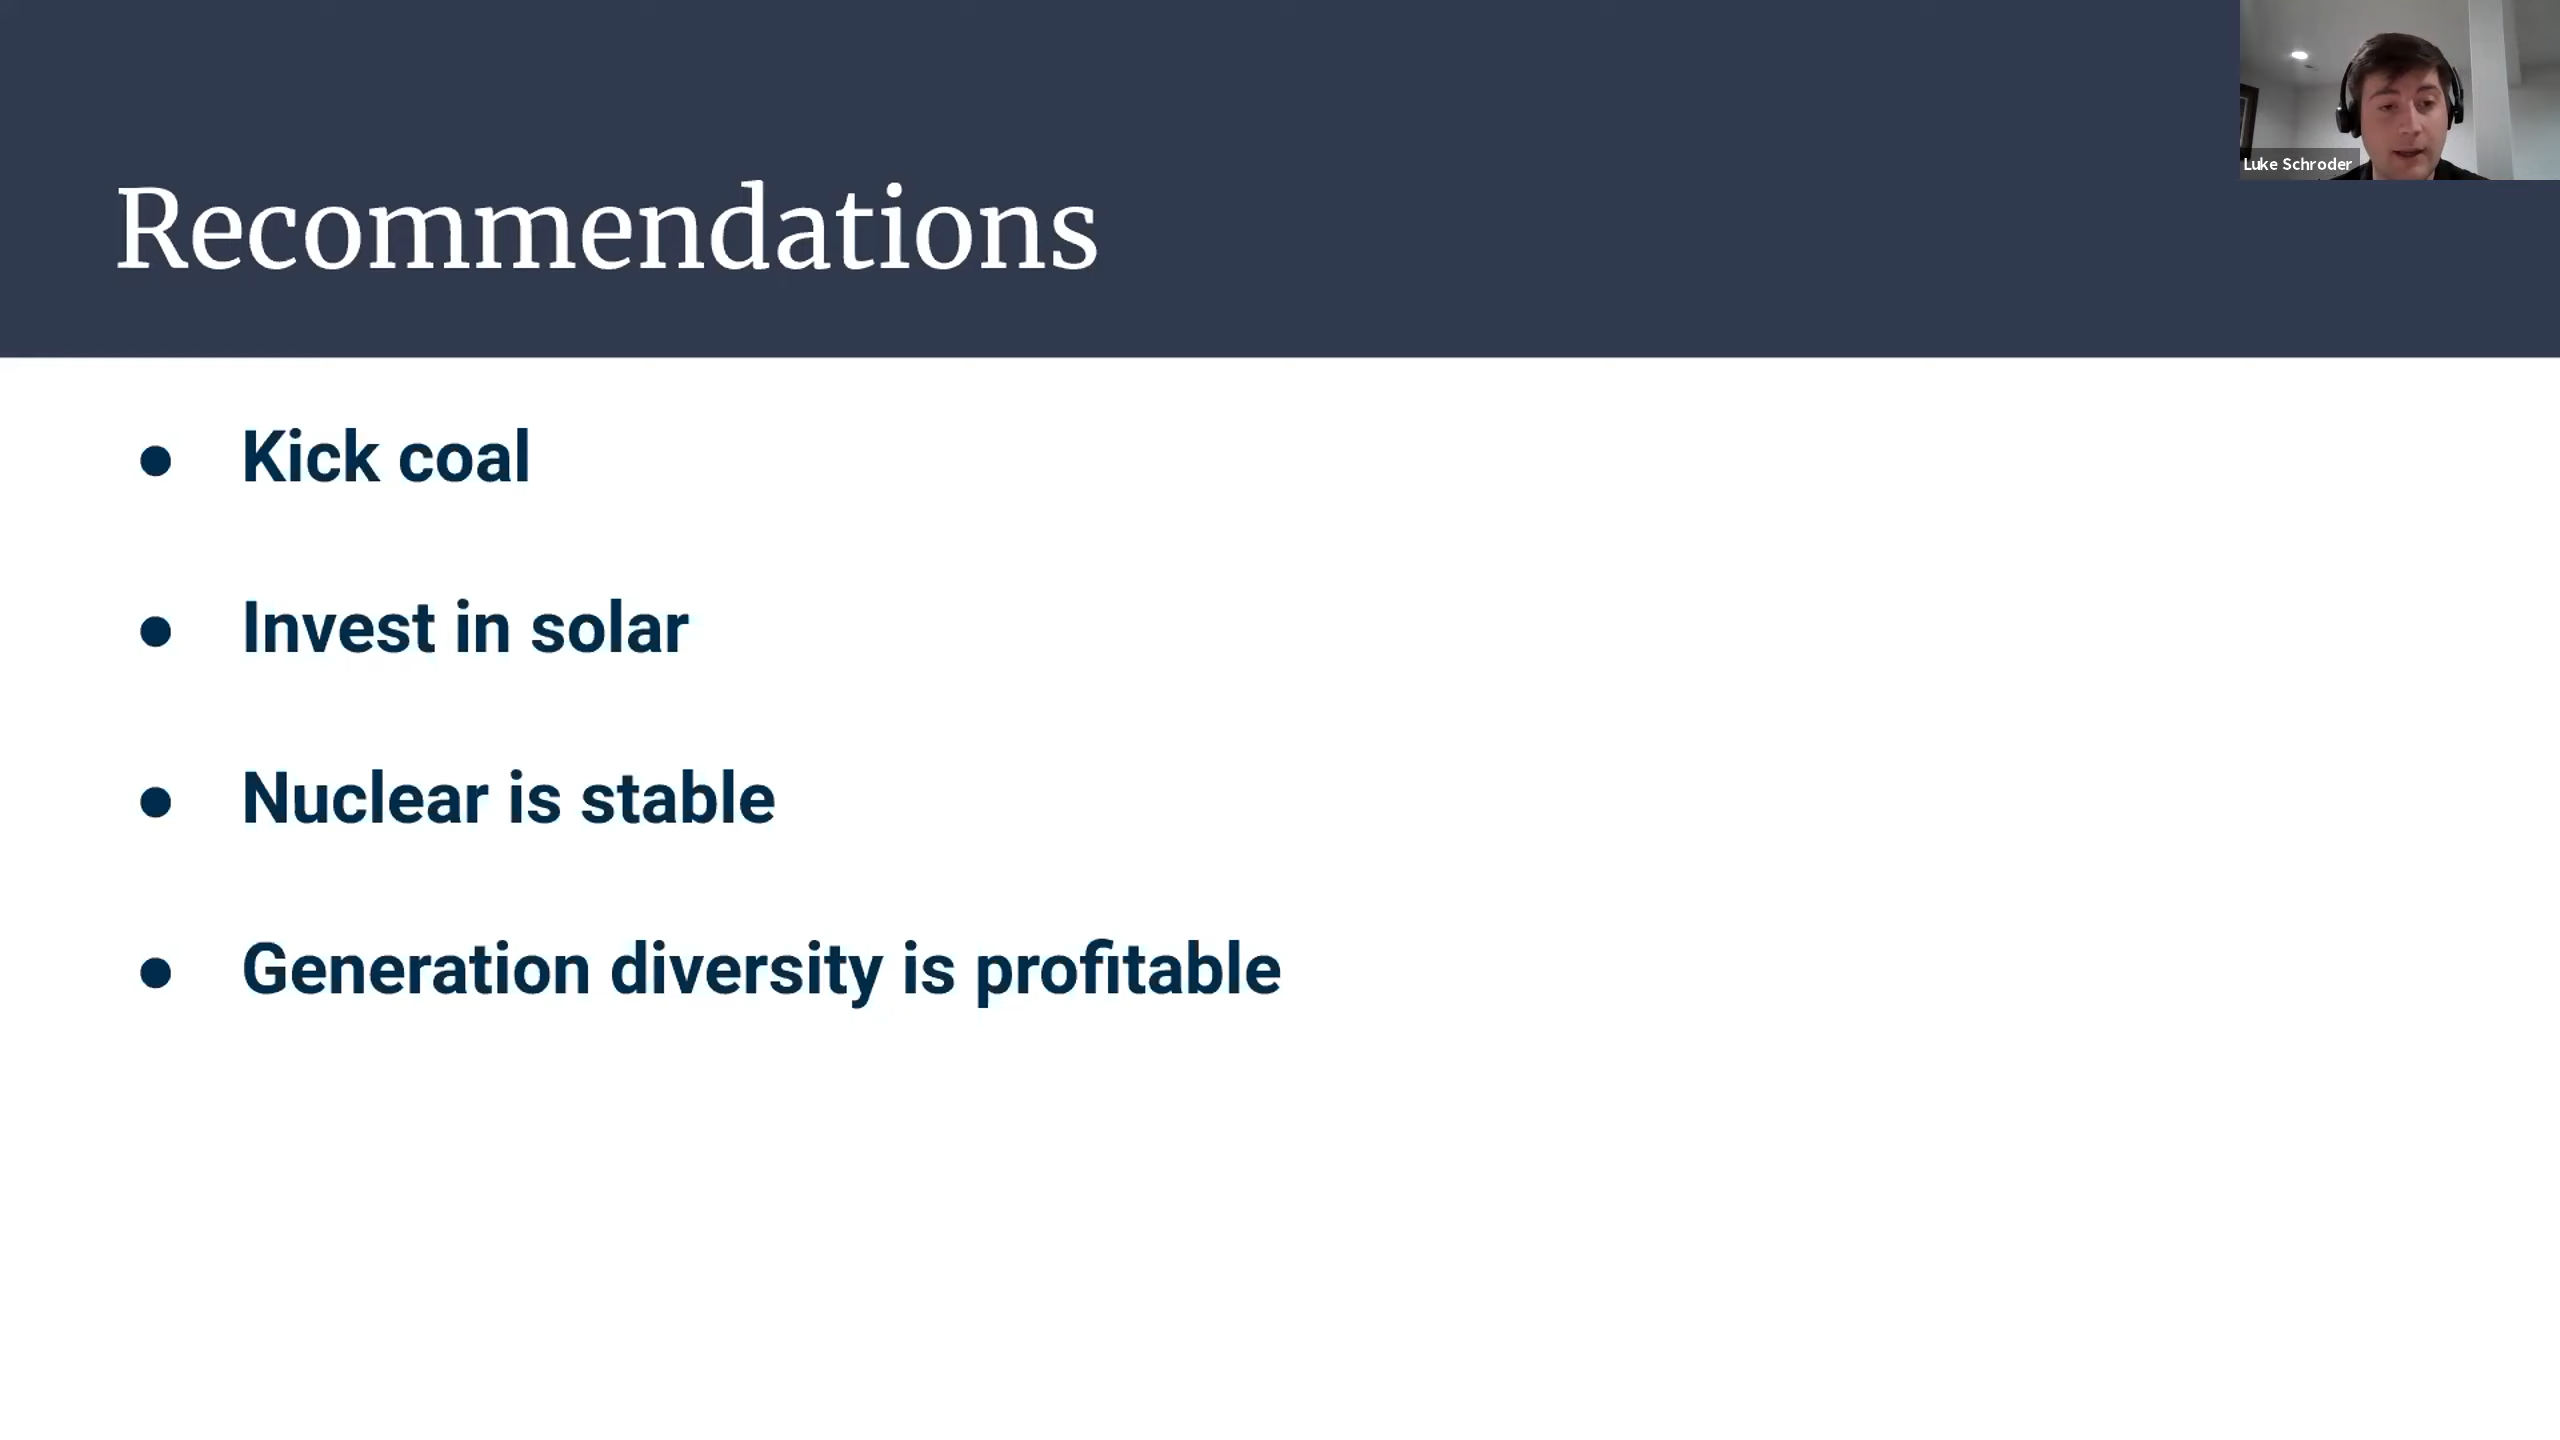 Luke Schroder
Recommendations
● Kick coal
● Invest in solar
● Nuclear is stable
● Generation diversity is profitable